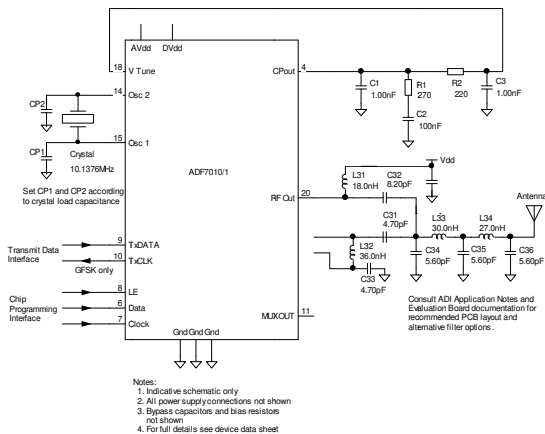 AVdd DVdd
18 V Tune
CPout 4
14 Osc 2
15 Osc 1
CP2
CP1
Crystal
10.1376MHz
ADF7010/1
Set CP1 and CP2 according
to crystal load capacitance
C1
1.00nF
R1
270
C2
100nF
R2
220
C3
1.00nF
Vdd
L31
18.0nH
C32
8.20pF
RF Out 20
C31
4.70pF
L32
36.0nH
C33
4.70pF
L33
30.0nH
L34
27.0nH
Antenna
C34
5.60pF
C35
5.60pF
C36
5.60pF
Transmit Data
Interface
9 TxDATA
10 TxCLK
GFSK only
Chip
Programming
Interface
8 LE
6 Data
7 Clock
MUXOUT 11
Gnd Gnd Gnd
Consult ADI Application Notes and
Evaluation Board documentation for
recommended PCB layout and
alternative filter options.
Notes:
1. Indicative schematic only
2. All power supply connections not shown
3. Bypass capacitors and bias resistors
not shown
4. For full details see device data sheet